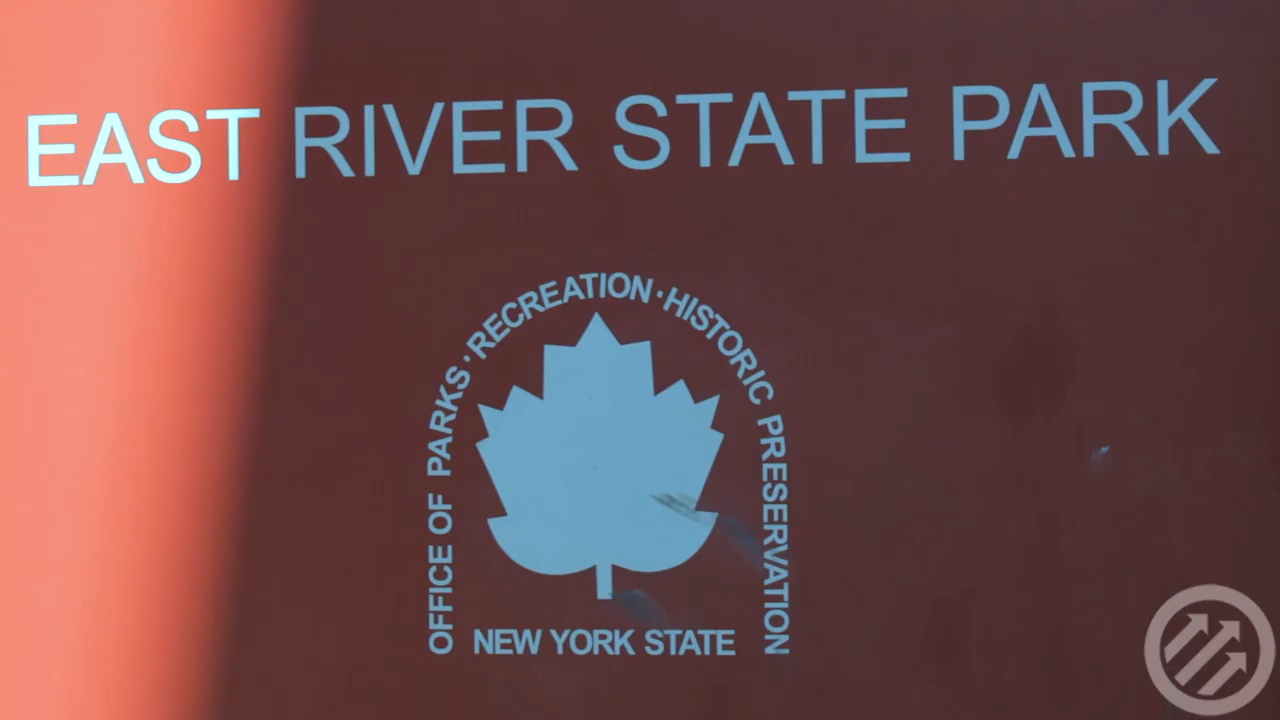 EAST RIVER STATE PARK
OFFICE OF PARKS · RECREATION · HISTORIC PRESERVATION
NEW YORK STATE